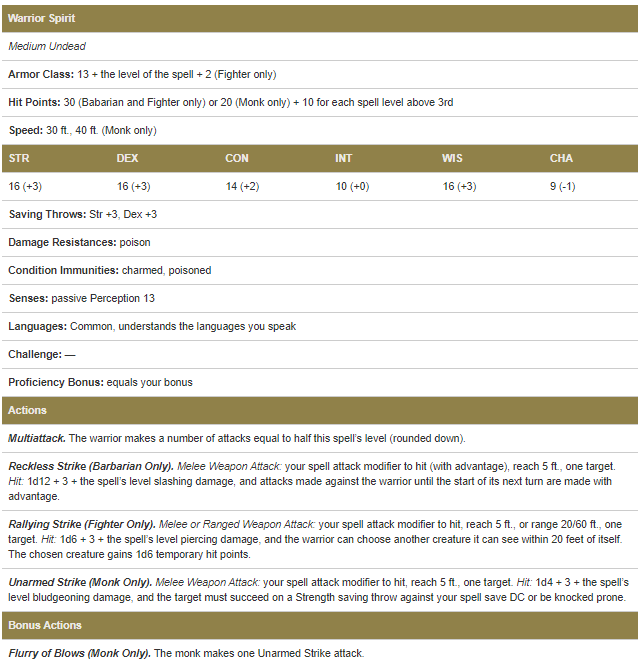 Warrior Spirit
Medium Undead
Armor Class: 13 + the level of the spell + 2 (Fighter only)
Hit Points: 30 (Babarian and Fighter only) or 20 (Monk only) + 10 for each spell level above 3rd
Speed: 30 ft., 40 ft. (Monk only)
STR DEX CON INT WIS CHA
16 (+3) 16 (+3) 14 (+2) 10 (+0) 16 (+3) 9 (-1)
Saving Throws: Str +3, Dex +3
Damage Resistances: poison
Condition Immunities: charmed, poisoned
Senses: passive Perception 13
Languages: Common, understands the languages you speak
Challenge: —
Proficiency Bonus: equals your bonus
Actions
Multiattack. The warrior makes a number of attacks equal to half this spell's level (rounded down).
Reckless Strike (Barbarian Only). Melee Weapon Attack: your spell attack modifier to hit (with advantage), reach 5 ft., one target.
Hit: 1d12 + 3 + the spell's level slashing damage, and attacks made against the warrior until the start of its next turn are made with
advantage.
Rallying Strike (Fighter Only). Melee or Ranged Weapon Attack: your spell attack modifier to hit, reach 5 ft., or range 20/60 ft., one
target. Hit: 1d6 + 3 + the spell's level piercing damage, and the warrior can choose another creature it can see within 20 feet of itself.
The chosen creature gains 1d6 temporary hit points.
Unarmed Strike (Monk Only). Melee Weapon Attack: your spell attack modifier to hit, reach 5 ft., one target. Hit: 1d4 + 3 + the spell's
level bludgeoning damage, and the target must succeed on a Strength saving throw against your spell save DC or be knocked prone.
Bonus Actions
Flurry of Blows (Monk Only). The monk makes one Unarmed Strike attack.